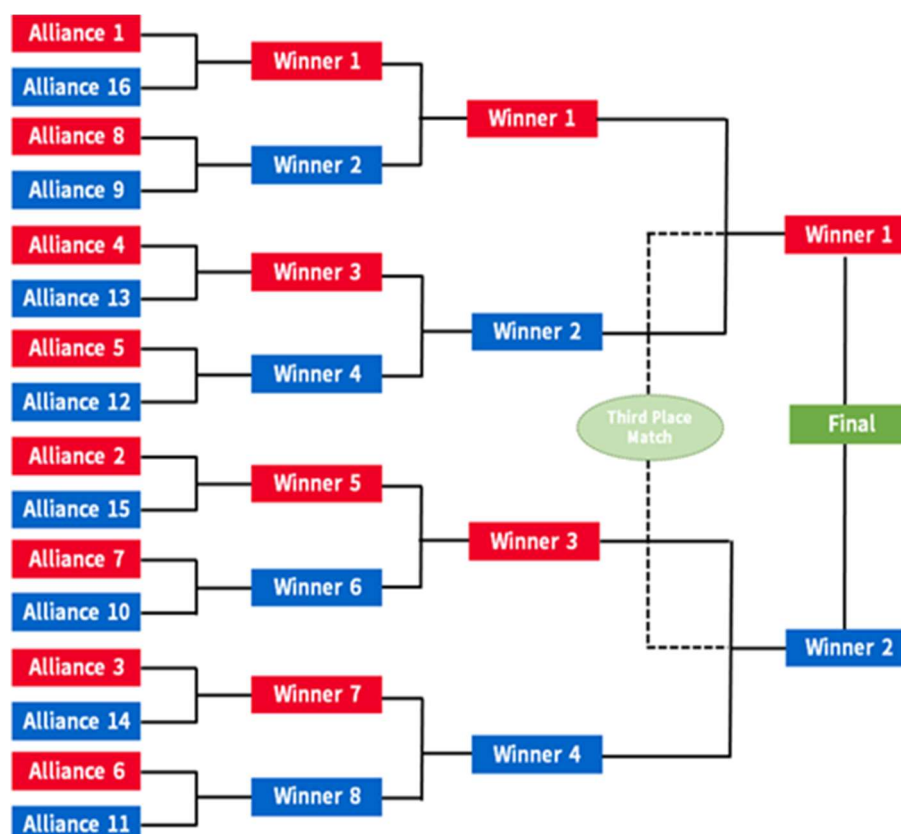 Alliance 1
Alliance 16
Alliance 8
Alliance 9
Alliance 4
Alliance 13
Alliance 5
Alliance 12
Alliance 2
Alliance 15
Alliance 7
Alliance 10
Alliance 3
Alliance 14
Alliance 6
Alliance 11
Winner 1
Winner 2
Winner 3
Winner 4
Winner 5
Winner 6
Winner 7
Winner 8
Winner 1
Winner 2
Winner 3
Winner 4
Third Place
Match
Winner 1
Final
Winner 2